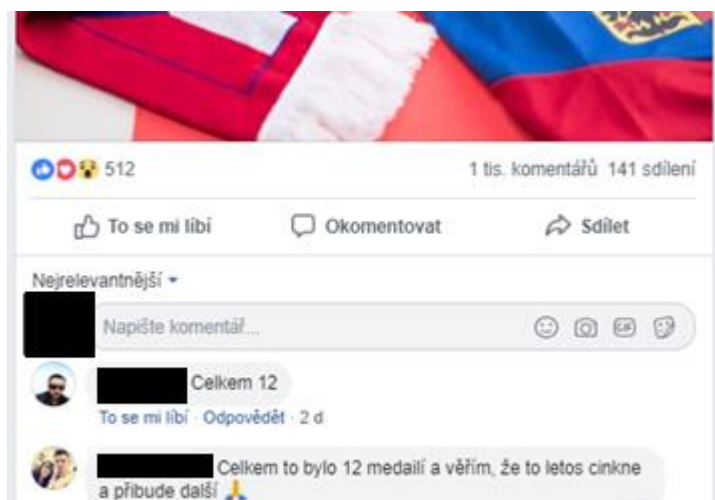 512
1 tis. komentářů 141 sdílení
To se mi líbí
Okomentovat
Sdílet
Nejrelevantnější
Napište komentář...
GIF
Celkem 12
To se mi líbí · Odpovědět · 2 d
Celkem to bylo 12 medailí a věřím, že to letos cinkne
a přibude další 🙏